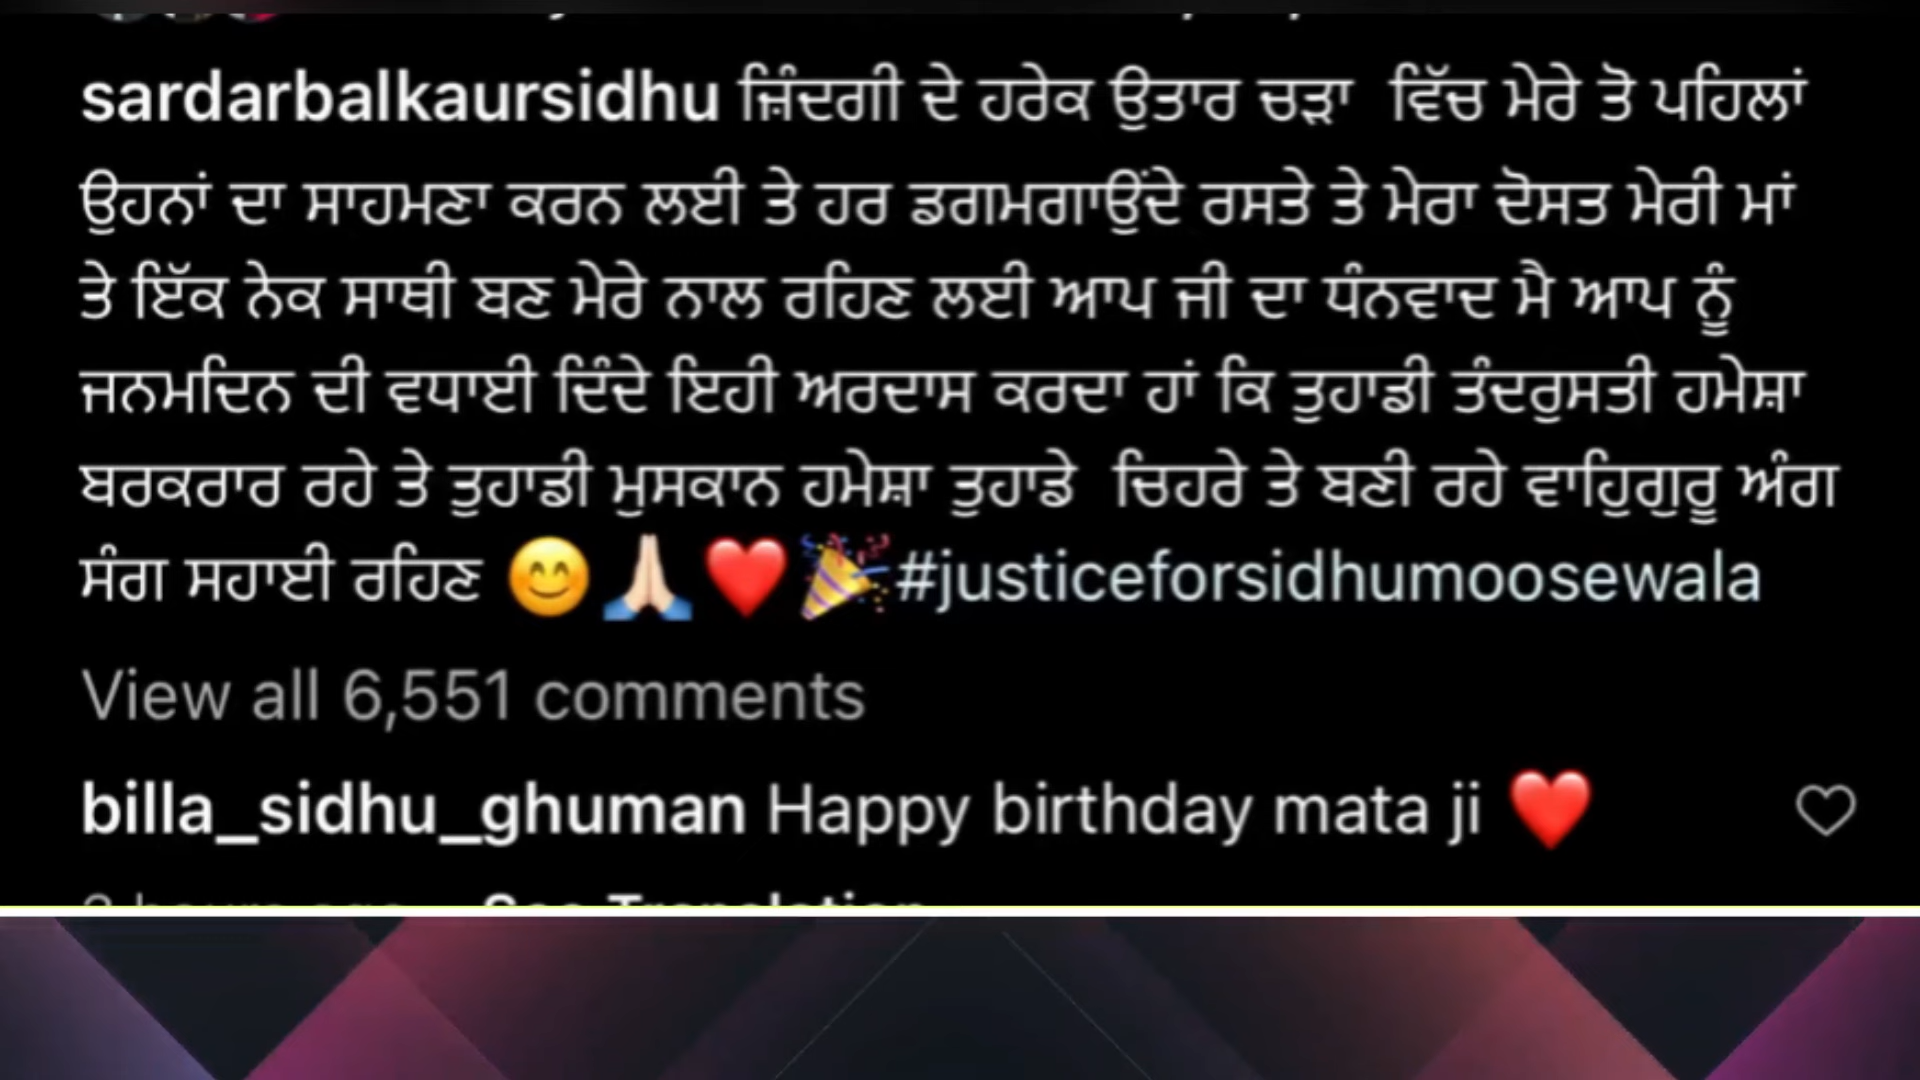 sardarbalkaursidhu ਜ਼ਿੰਦਗੀ ਦੇ ਹਰੇਕ ਉਤਾਰ ਚੜਾ  ਵਿੱਚ ਮੇਰੇ ਤੋ ਪਹਿਲਾਂ
ਉਹਨਾਂ ਦਾ ਸਾਹਮਣਾ ਕਰਨ ਲਈ ਤੇ ਹਰ ਡਗਮਗਾਉਂਦੇ ਰਸਤੇ ਤੇ ਮੇਰਾ ਦੋਸਤ ਮੇਰੀ ਮਾਂ
ਤੇ ਇੱਕ ਨੇਕ ਸਾਥੀ ਬਣ ਮੇਰੇ ਨਾਲ ਰਹਿਣ ਲਈ ਆਪ ਜੀ ਦਾ ਧੰਨਵਾਦ ਮੈ ਆਪ ਨੂੰ
ਜਨਮਦਿਨ ਦੀ ਵਧਾਈ ਦਿੰਦੇ ਇਹੀ ਅਰਦਾਸ ਕਰਦਾ ਹਾਂ ਕਿ ਤੁਹਾਡੀ ਤੰਦਰੁਸਤੀ ਹਮੇਸ਼ਾ
ਬਰਕਰਾਰ ਰਹੇ ਤੇ ਤੁਹਾਡੀ ਮੁਸਕਾਨ ਹਮੇਸ਼ਾ ਤੁਹਾਡੇ  ਚਿਹਰੇ ਤੇ ਬਣੀ ਰਹੇ ਵਾਹਿਗੁਰੂ ਅੰਗ
ਸੰਗ ਸਹਾਈ ਰਹਿਣ 😊🙏🏻❤️🎉#justiceforsidhumoosewala
View all 6,551 comments
billa_sidhu_ghuman Happy birthday mata ji ❤️
See Translation